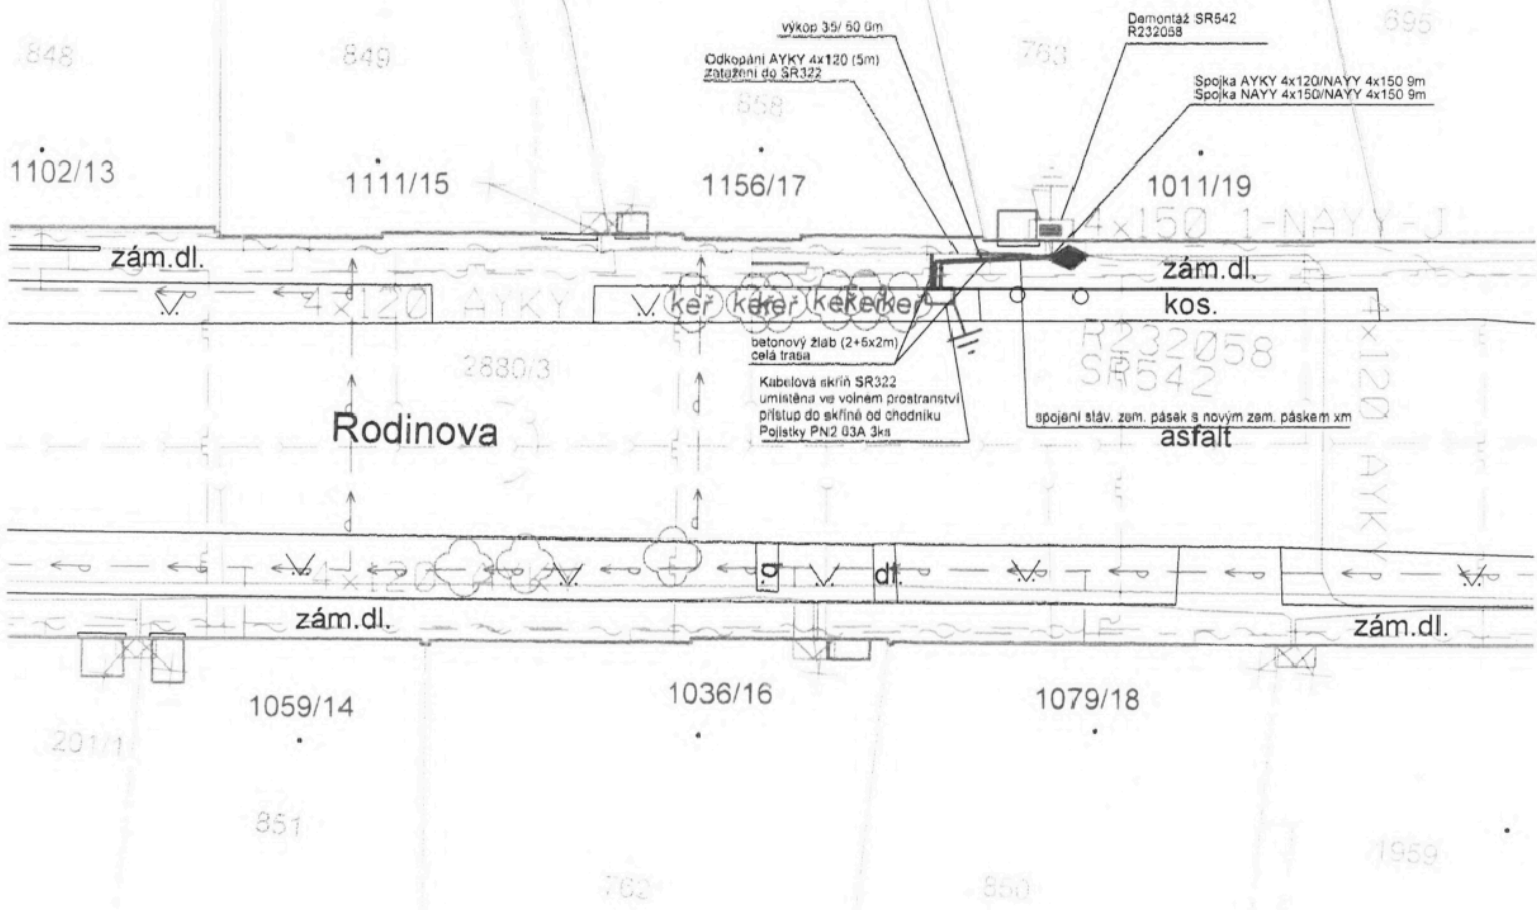 848
849
výkop 35/ 50 6m
763
Demontáž SR542
R232058
695
Odkopání AYKY 4x120 (5m)
zatažení do SR322
Spojka AYKY 4x120/NAYY 4x150 9m
Spojka NAYY 4x150/NAYY 4x150 9m
658
1102/13
1111/15
1156/17
1011/19
4x150 1-NAYY-J
zám.dl.
zám.dl.
4x120 AYKY
keř
keř
keř
keř
keř
keř
kos.
betonový žlab (2+5x2m)
celá trasa
R232058
SR542
4x120 AYKY
2880/3
Kabelová skříň SR322
umístěna ve volném prostranství
přístup do skříně od chodníku
Pojistky PN2 63A 3ks
spojení stáv. zem. pásek s novým zem. páskem xm
Rodinova
asfalt
4x120 AYKY
dl.
zám.dl.
zám.dl.
1059/14
1036/16
1079/18
201/1
851
1959
762
850